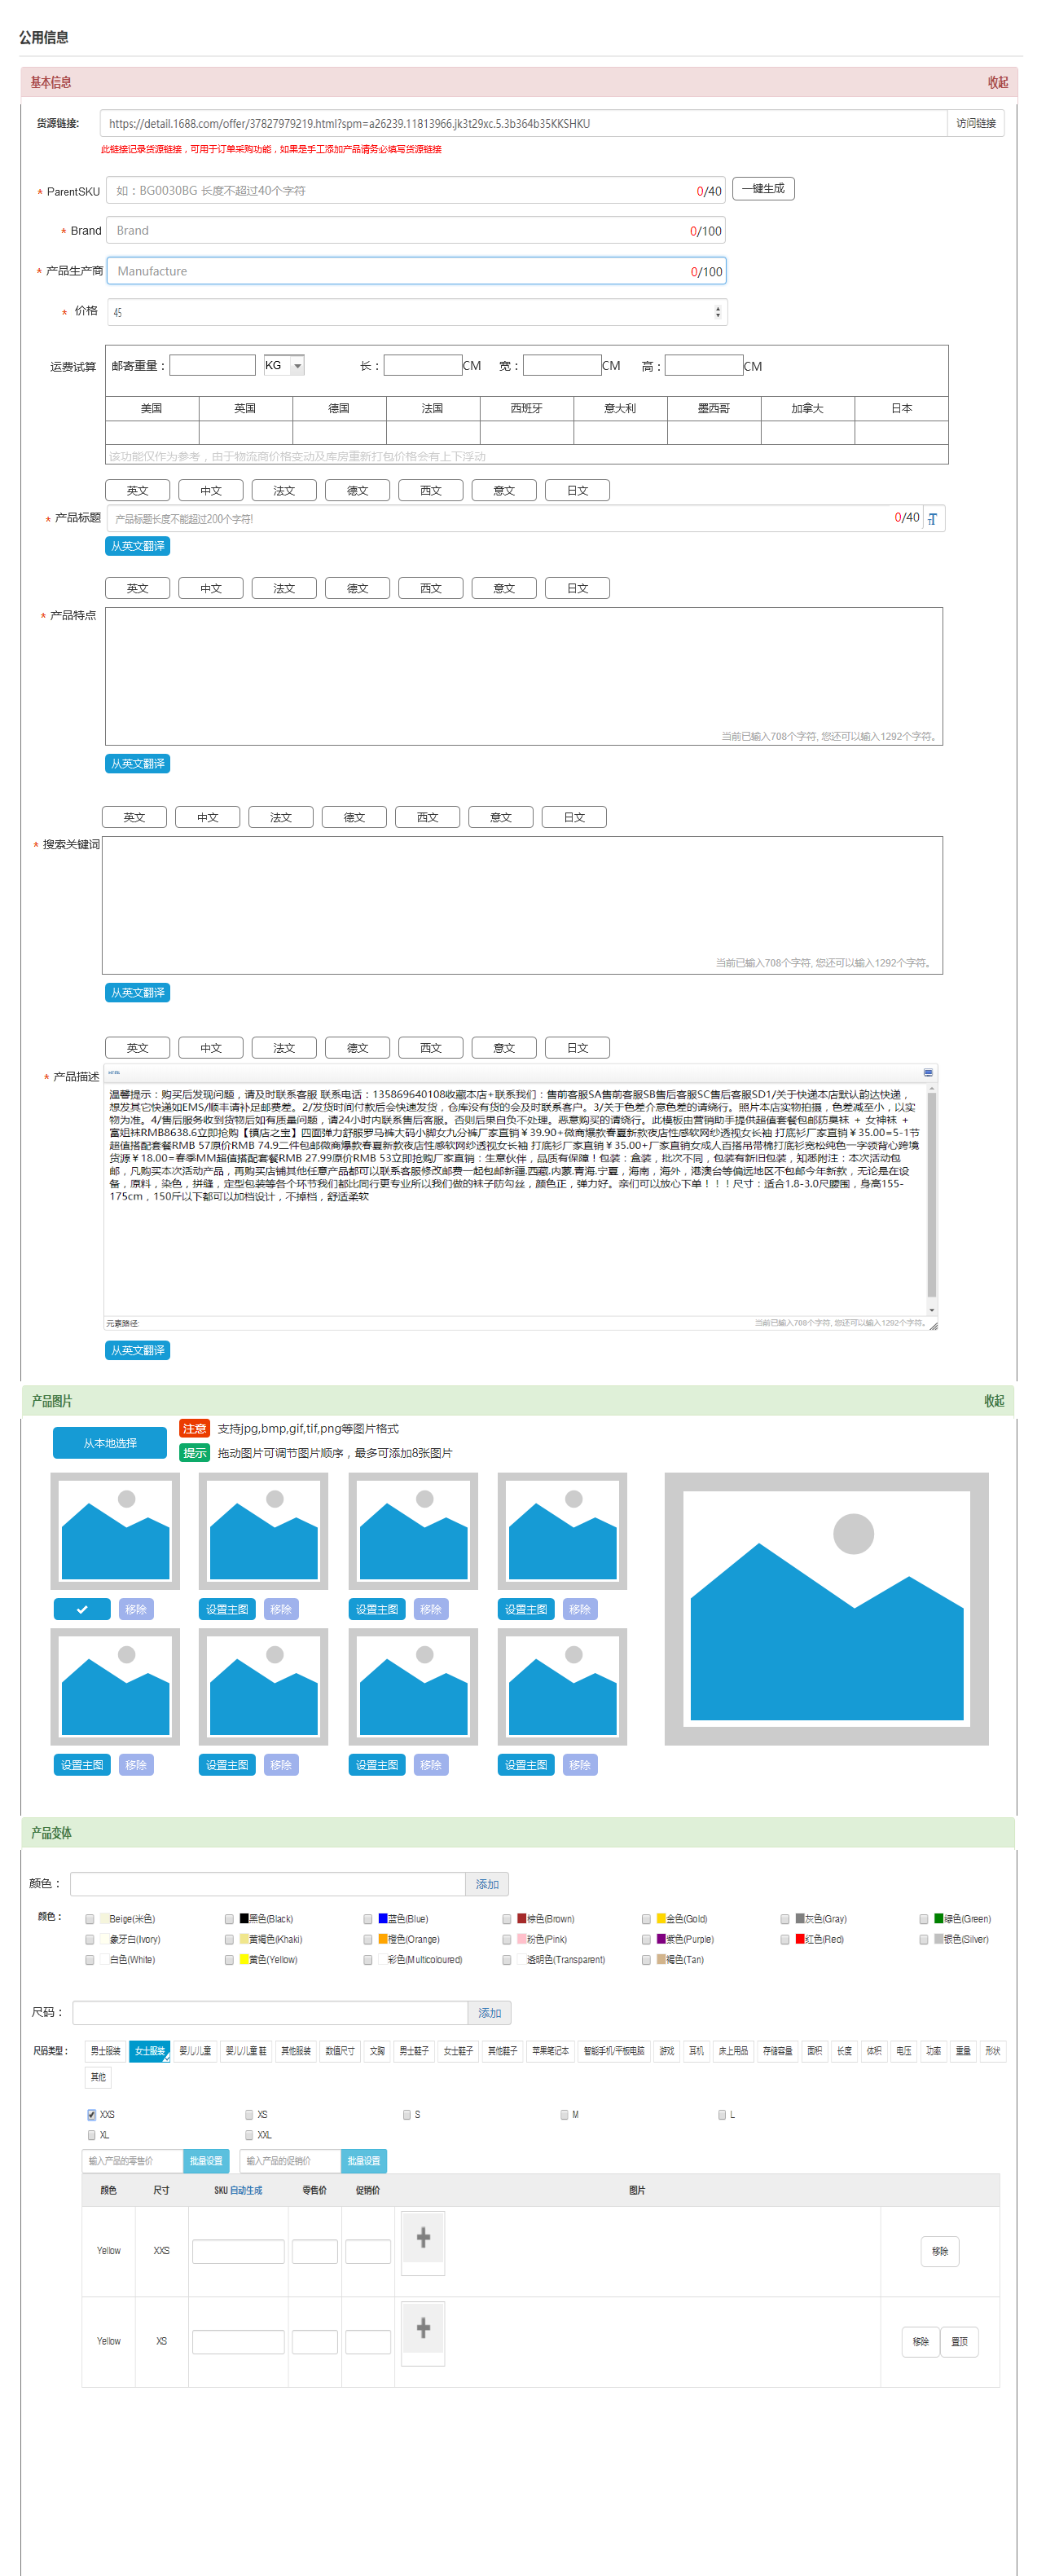 公用信息
基本信息 收起
货源链接: https://detail.1688.com/offer/37827979219.html?spm=a26239.11813966.jk3t29xc.5.3b364b35KKSHKU 访问链接
此链接记录货源链接，可用于订单采购功能，如果是手工添加产品请务必填写货源链接
* ParentSKU 如：BG0030BG 长度不超过40个字符 0/40 一键生成
* Brand Brand 0/100
* 产品生产商 Manufacture 0/100
* 价格 45
运费试算 邮寄重量： KG 长： CM 宽： CM 高： CM
美国 英国 德国 法国 西班牙 意大利 墨西哥 加拿大 日本
该功能仅作为参考，由于物流商价格变动及库房重新打包价格会有上下浮动
英文 中文 法文 德文 西文 意文 日文
* 产品标题 产品标题长度不能超过200个字符! 0/40
从英文翻译
英文 中文 法文 德文 西文 意文 日文
* 产品特点
当前已输入708个字符, 您还可以输入1292个字符。
从英文翻译
英文 中文 法文 德文 西文 意文 日文
* 搜索关键词
当前已输入708个字符, 您还可以输入1292个字符。
从英文翻译
英文 中文 法文 德文 西文 意文 日文
* 产品描述 HTML
温馨提示：购买后发现问题，请及时联系客服 联系电话：135869640108收藏本店+联系我们：售前客服SA售前客服SB售后客服SC售后客服SD1/关于快递本店默认韵达快递，
想发其它快递如EMS/顺丰请补足邮费差。2/发货时间付款后会快速发货，仓库没有货的会及时联系客户。3/关于色差介意色差的请绕行。照片本店实物拍摄，色差减至小，以实
物为准。4/售后服务收到货物后如有质量问题，请24小时内联系售后客服。否则后果自负不处理。恶意购买的请绕行。此模板由营销助手提供超值套餐包邮防臭袜 + 女神袜 +
富姐袜RMB8638.6立即抢购【镇店之宝】四面弹力舒服罗马裤大码小脚女九分裤厂家直销￥39.90+微商爆款春夏新款夜店性感软网纱透视女长袖 打底衫厂家直销￥35.00=5-1节
超值搭配套餐RMB 57原价RMB 74.9二件包邮微商爆款春夏新款夜店性感软网纱透视女长袖 打底衫厂家直销￥35.00+厂家直销女成人百搭吊带棉打底衫宽松纯色一字领背心跨境
货源￥18.00=春季MM超值搭配套餐RMB 27.99原价RMB 53立即抢购厂家直销：生意伙伴，品质有保障！包装：盒装，批次不同，包装有新旧包装，知悉附注：本次活动包
邮，凡购买本次活动产品，再购买店铺其他任意产品都可以联系客服修改邮费一起包邮新疆.西藏.内蒙.青海.宁夏，海南，海外，港澳台等偏远地区不包邮今年新款，无论是在设
备，原料，染色，拼缝，定型包装等各个环节我们都比同行更专业所以我们做的袜子防勾丝，颜色正，弹力好。亲们可以放心下单！！！尺寸：适合1.8-3.0尺腰围，身高155-
175cm，150斤以下都可以加档设计，不掉档，舒适柔软
元素路径: 当前已输入708个字符, 您还可以输入1292个字符。
从英文翻译
产品图片 收起
从本地选择 注意 支持jpg,bmp,gif,tif,png等图片格式
提示 拖动图片可调节图片顺序，最多可添加8张图片
移除 设置主图 移除 设置主图 移除 设置主图 移除
设置主图 移除 设置主图 移除 设置主图 移除 设置主图 移除
产品变体
颜色： 添加
颜色： Beige(米色) 黑色(Black) 蓝色(Blue) 棕色(Brown) 金色(Gold) 灰色(Gray) 绿色(Green)
象牙白(Ivory) 黄褐色(Khaki) 橙色(Orange) 粉色(Pink) 紫色(Purple) 红色(Red) 银色(Silver)
白色(White) 黄色(Yellow) 彩色(Multicoloured) 透明色(Transparent) 褐色(Tan)
尺码： 添加
尺码类型： 男士服装 女士服装 婴儿/儿童 婴儿/儿童 鞋 其他服装 数值尺寸 文胸 男士鞋子 女士鞋子 其他鞋子 苹果笔记本 智能手机/平板电脑 游戏 耳机 床上用品 存储容量 面积 长度 体积 电压 功率 重量 形状
其他
XXS XS S M L
XL XXL
输入产品的零售价 批量设置 输入产品的促销价 批量设置
颜色 尺寸 SKU 自动生成 零售价 促销价 图片
Yellow XXS 移除
Yellow XS 移除 置顶